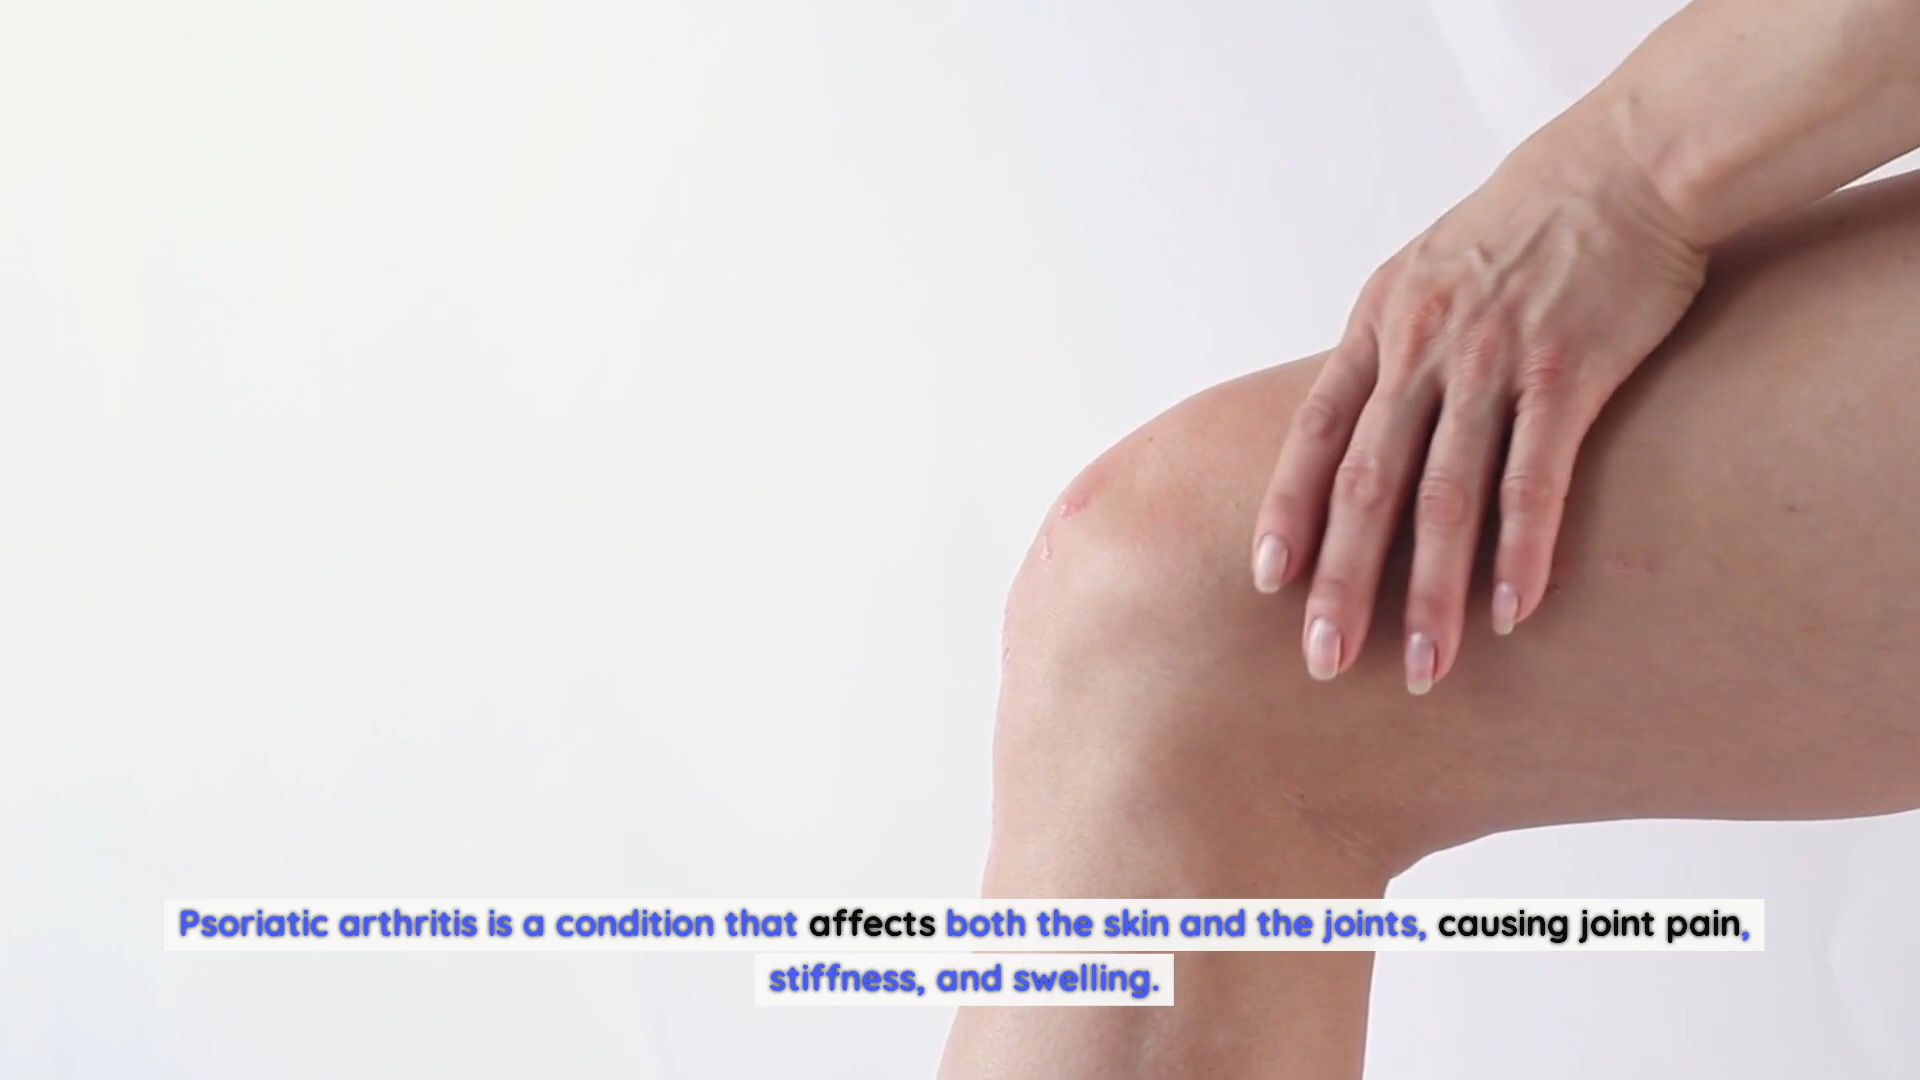 Psoriatic arthritis is a condition that affects both the skin and the joints, causing joint pain,
stiffness, and swelling.